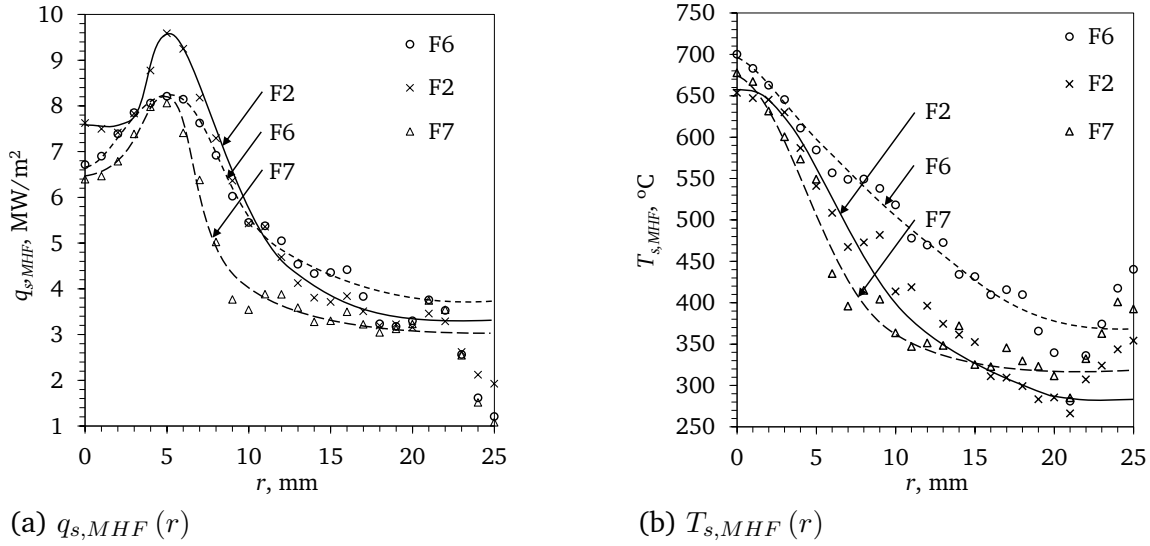 10
9
8
7
6
5
4
3
2
1
0
5
10
15
20
25
q_{s,MHF}, MW/m²
r, mm
F6
F2
F7
F2
F6
F7
(a) q_{s,MHF} (r)
750
700
650
600
550
500
450
400
350
300
250
0
5
10
15
20
25
T_{s,MHF}, °C
r, mm
F6
F2
F7
F2
F6
F7
(b) T_{s,MHF} (r)